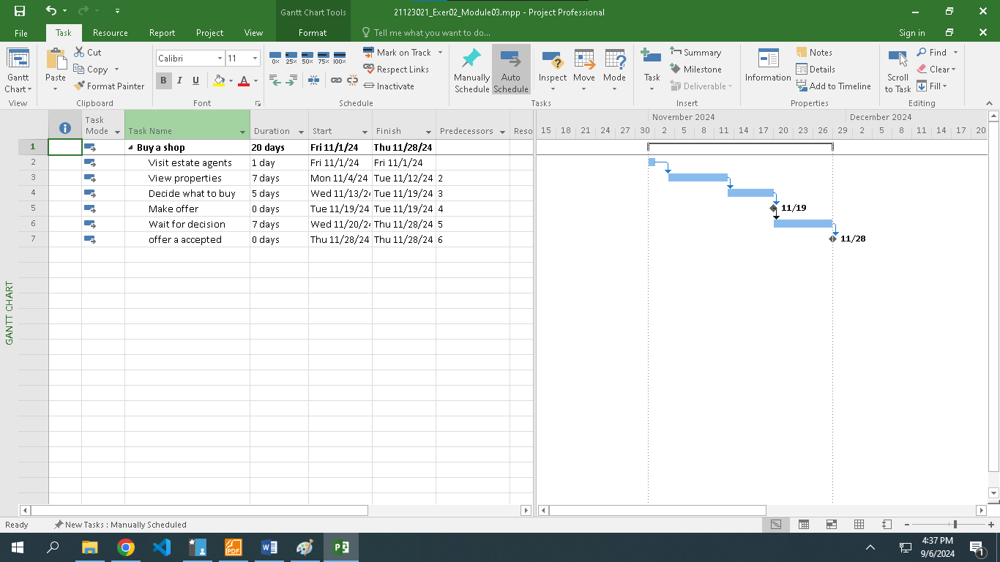 Gantt Chart Tools
21123021_Exer02_Module03.mpp - Project Professional
File Task Resource Report Project View Format Tell me what you want to do... Sign in
Gantt Chart
View
Paste
Cut
Copy
Format Painter
Clipboard
Calibri 11
B I U A
Font
0% 25% 50% 75% 100%
Mark on Track
Respect Links
Inactivate
Schedule
Manually Schedule
Auto Schedule
Inspect Move Mode
Tasks
Task
Summary
Milestone
Deliverable
Insert
Information
Notes
Details
Add to Timeline
Properties
Scroll to Task
Find
Clear
Fill
Editing
Task Mode Task Name Duration Start Finish Predecessors Reso
1 Buy a shop 20 days Fri 11/1/24 Thu 11/28/24
2 Visit estate agents 1 day Fri 11/1/24 Fri 11/1/24
3 View properties 7 days Mon 11/4/24 Tue 11/12/24 2
4 Decide what to buy 5 days Wed 11/13/2 Tue 11/19/24 3
5 Make offer 0 days Tue 11/19/24 Tue 11/19/24 4
6 Wait for decision 7 days Wed 11/20/2 Thu 11/28/24 5
7 offer a accepted 0 days Thu 11/28/24 Thu 11/28/24 6
GANTT CHART
November 2024 December 2024
15 18 21 24 27 30 2 5 8 11 14 17 20 23 26 29 2 5 8 11 14 17 20
11/19
11/28
Ready New Tasks : Manually Scheduled
4:37 PM
9/6/2024
1